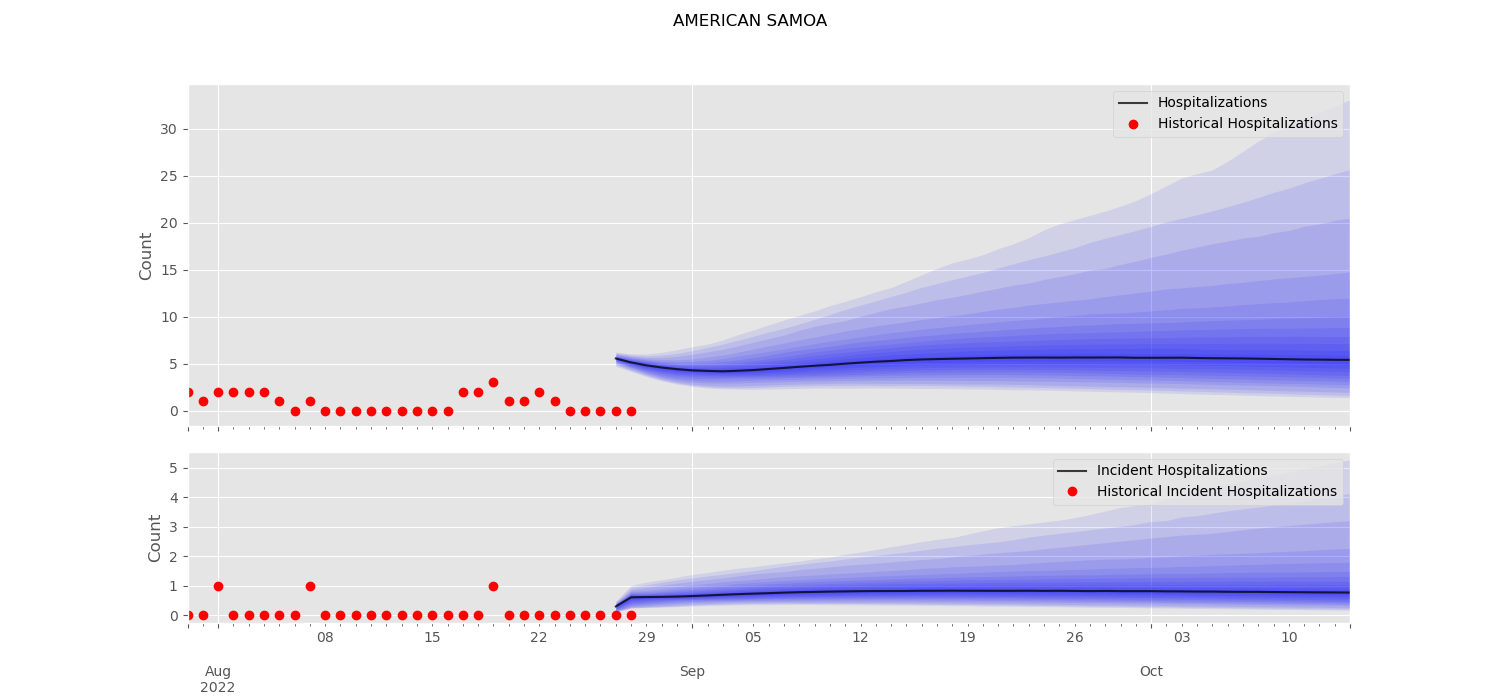 AMERICAN SAMOA
Hospitalizations
Historical Hospitalizations
Count
30
25
20
15
10
5
0
Incident Hospitalizations
Historical Incident Hospitalizations
Count
5
4
3
2
1
0
08 15 22 29 05 12 19 26 03 10
Aug Sep Oct
2022